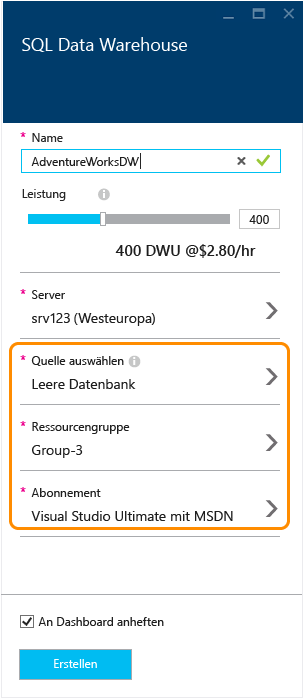 SQL Data Warehouse
* Name
AdventureWorksDW
Leistung
400
400 DWU @$2.80/hr
* Server
srv123 (Westeuropa)
* Quelle auswählen
Leere Datenbank
* Ressourcengruppe
Group-3
* Abonnement
Visual Studio Ultimate mit MSDN
An Dashboard anheften
Erstellen